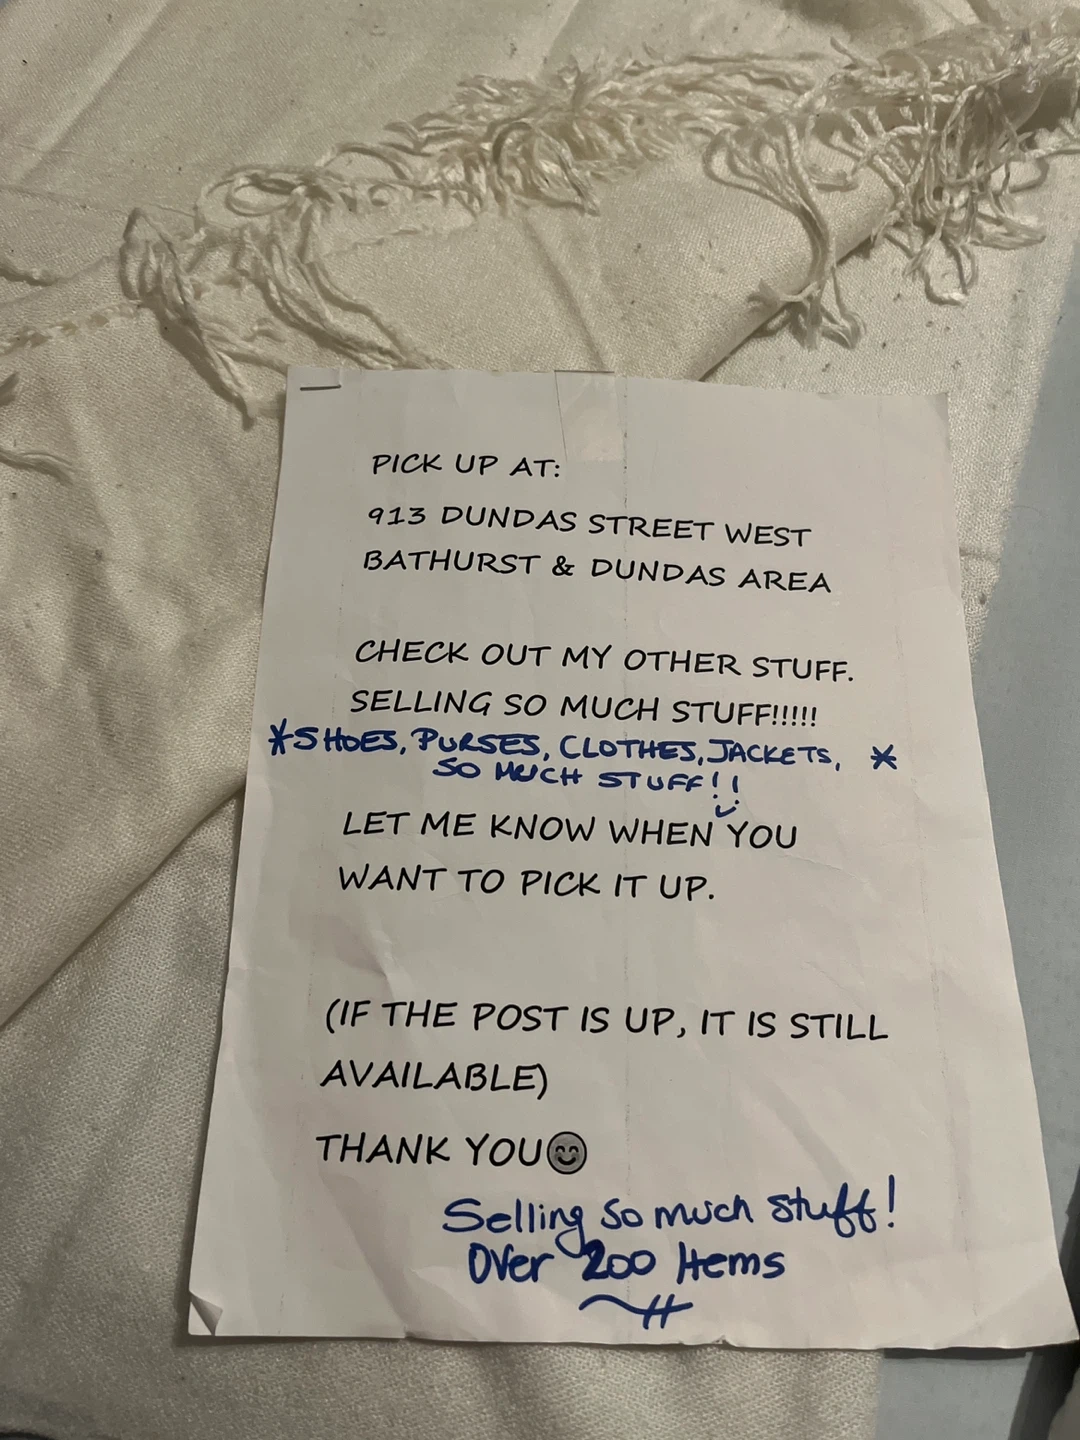 PICK UP AT:
913 DUNDAS STREET WEST
BATHURST & DUNDAS AREA
CHECK OUT MY OTHER STUFF.
SELLING SO MUCH STUFF!!!!!
*SHOES, PURSES, CLOTHES, JACKETS, *
SO MUCH STUFF!!
LET ME KNOW WHEN YOU
WANT TO PICK IT UP.
(IF THE POST IS UP, IT IS STILL
AVAILABLE)
THANK YOU😊
Selling so much stuff!
Over 200 Items